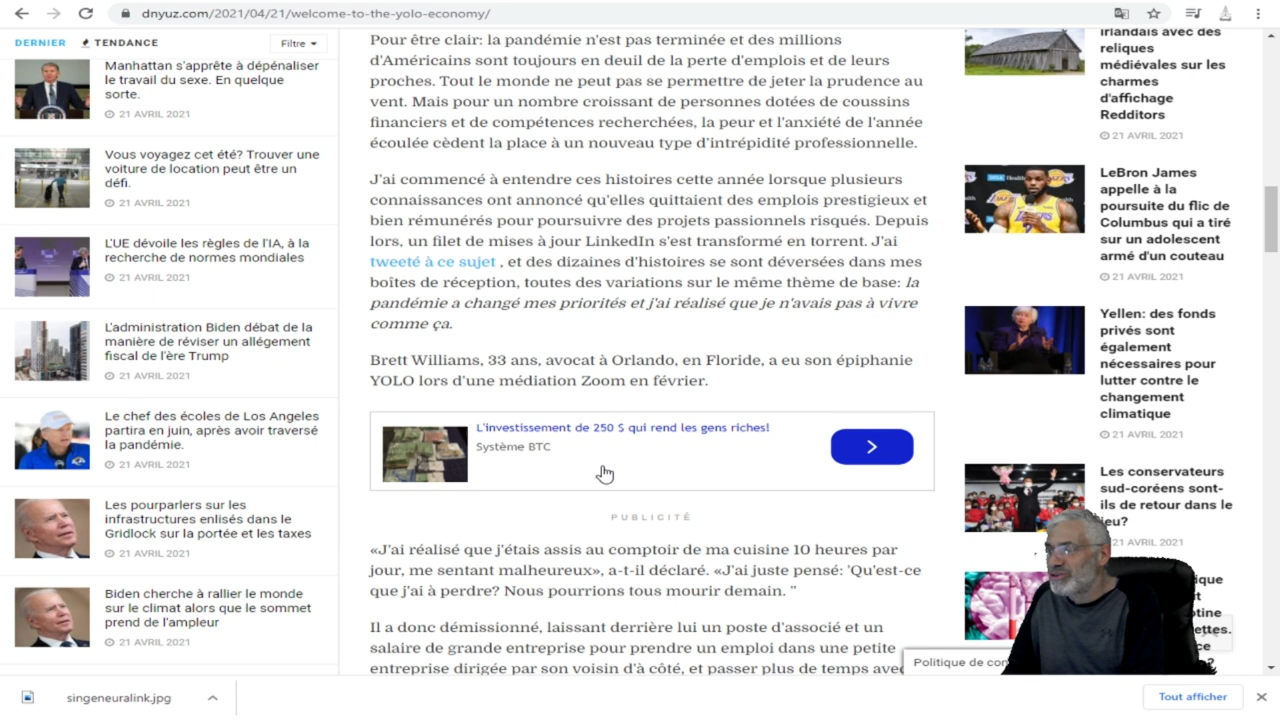 dnyuz.com/2021/04/21/welcome-to-the-yolo-economy/
DERNIER
TENDANCE
Filtre
Manhattan s'apprête à dépénaliser
le travail du sexe. En quelque
sorte.
21 AVRIL 2021
Vous voyagez cet été? Trouver une
voiture de location peut être un
défi.
21 AVRIL 2021
L'UE dévoile les règles de l'IA, à la
recherche de normes mondiales
21 AVRIL 2021
L'administration Biden débat de la
manière de réviser un allégement
fiscal de l'ère Trump
21 AVRIL 2021
Le chef des écoles de Los Angeles
partira en juin, après avoir traversé
la pandémie.
21 AVRIL 2021
Les pourparlers sur les
infrastructures enlisés dans le
Gridlock sur la portée et les taxes
21 AVRIL 2021
Biden cherche à rallier le monde
sur le climat alors que le sommet
prend de l'ampleur
21 AVRIL 2021
Pour être clair: la pandémie n'est pas terminée et des millions
d'Américains sont toujours en deuil de la perte d'emplois et de leurs
proches. Tout le monde ne peut pas se permettre de jeter la prudence au
vent. Mais pour un nombre croissant de personnes dotées de coussins
financiers et de compétences recherchées, la peur et l'anxiété de l'année
écoulée cèdent la place à un nouveau type d'intrépidité professionnelle.
J'ai commencé à entendre ces histoires cette année lorsque plusieurs
connaissances ont annoncé qu'elles quittaient des emplois prestigieux et
bien rémunérés pour poursuivre des projets passionnels risqués. Depuis
lors, un filet de mises à jour LinkedIn s'est transformé en torrent. J'ai
tweeté à ce sujet , et des dizaines d'histoires se sont déversées dans mes
boîtes de réception, toutes des variations sur le même thème de base: la
pandémie a changé mes priorités et j'ai réalisé que je n'avais pas à vivre
comme ça.
Brett Williams, 33 ans, avocat à Orlando, en Floride, a eu son épiphanie
YOLO lors d'une médiation Zoom en février.
L'investissement de 250 $ qui rend les gens riches!
Système BTC
PUBLICITÉ
«J'ai réalisé que j'étais assis au comptoir de ma cuisine 10 heures par
jour, me sentant malheureux», a-t-il déclaré. «J'ai juste pensé: 'Qu'est-ce
que j'ai à perdre? Nous pourrions tous mourir demain. "
Il a donc démissionné, laissant derrière lui un poste d'associé et un
salaire de grande entreprise pour prendre un emploi dans une petite
entreprise dirigée par son voisin d'à côté, et passer plus de temps avec
irlandais avec des
reliques
médiévales sur les
charmes
d'affichage
Redditors
21 AVRIL 2021
LeBron James
appelle à la
poursuite du flic de
Columbus qui a tiré
sur un adolescent
armé d'un couteau
21 AVRIL 2021
Yellen: des fonds
privés sont
également
nécessaires pour
lutter contre le
changement
climatique
21 AVRIL 2021
Les conservateurs
sud-coréens sont-
ils de retour dans le
jeu?
21 AVRIL 2021
Politique de
singeneuralink.jpg
Tout afficher